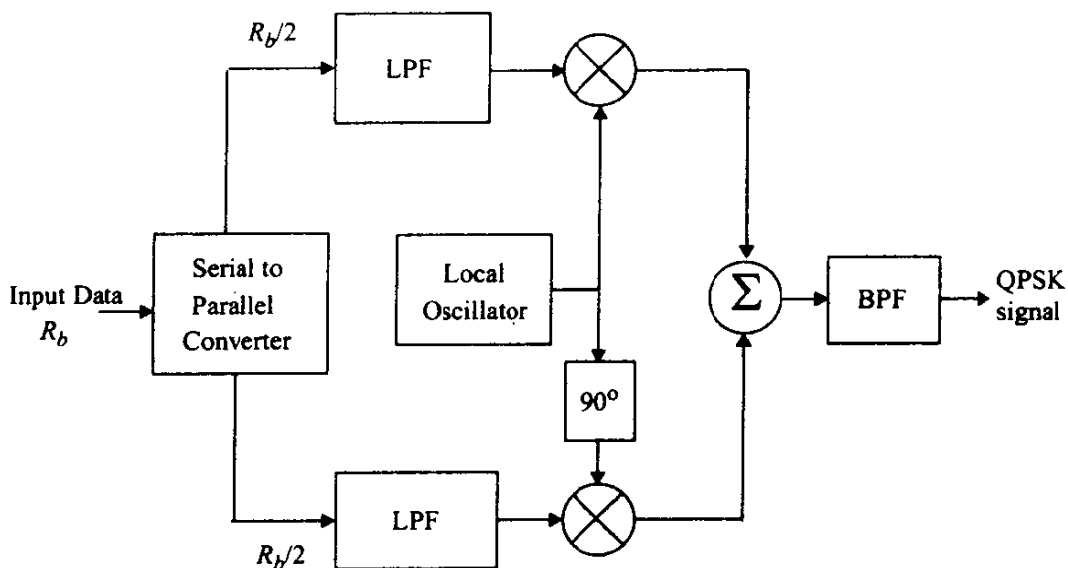 R_b/2
LPF
Input Data
R_b
Serial to
Parallel
Converter
Local
Oscillator
Σ
BPF
QPSK
signal
90°
LPF
R_b/2